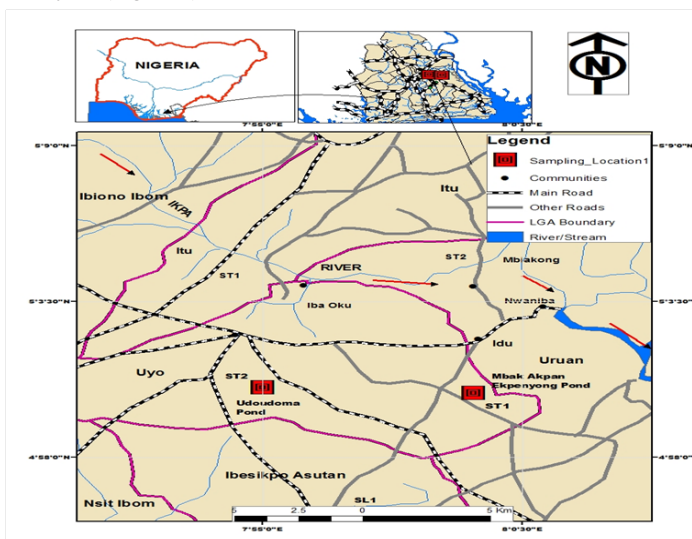 NIGERIA
N
7°55'0"E
8°0'30"E
5°9'0"N
5°9'0"N
Legend
Sampling_Location1
Communities
Main Road
Other Roads
LGA Boundary
River/Stream
Itu
Ibiono Ibom
IKPA
Itu
ST1
RIVER
ST2
Mbiakong
Iba Oku
Nwaniba
5°3'30"N
5°3'30"N
Idu
Uruan
Uyo
ST2
Udoudoma
Pond
Mbak Akpan
Ekpenyong Pond
ST1
4°58'0"N
4°58'0"N
Ibesikpo Asutan
Nsit Ibom
SL1
5 2.5 0 5 Km
7°55'0"E
8°0'30"E